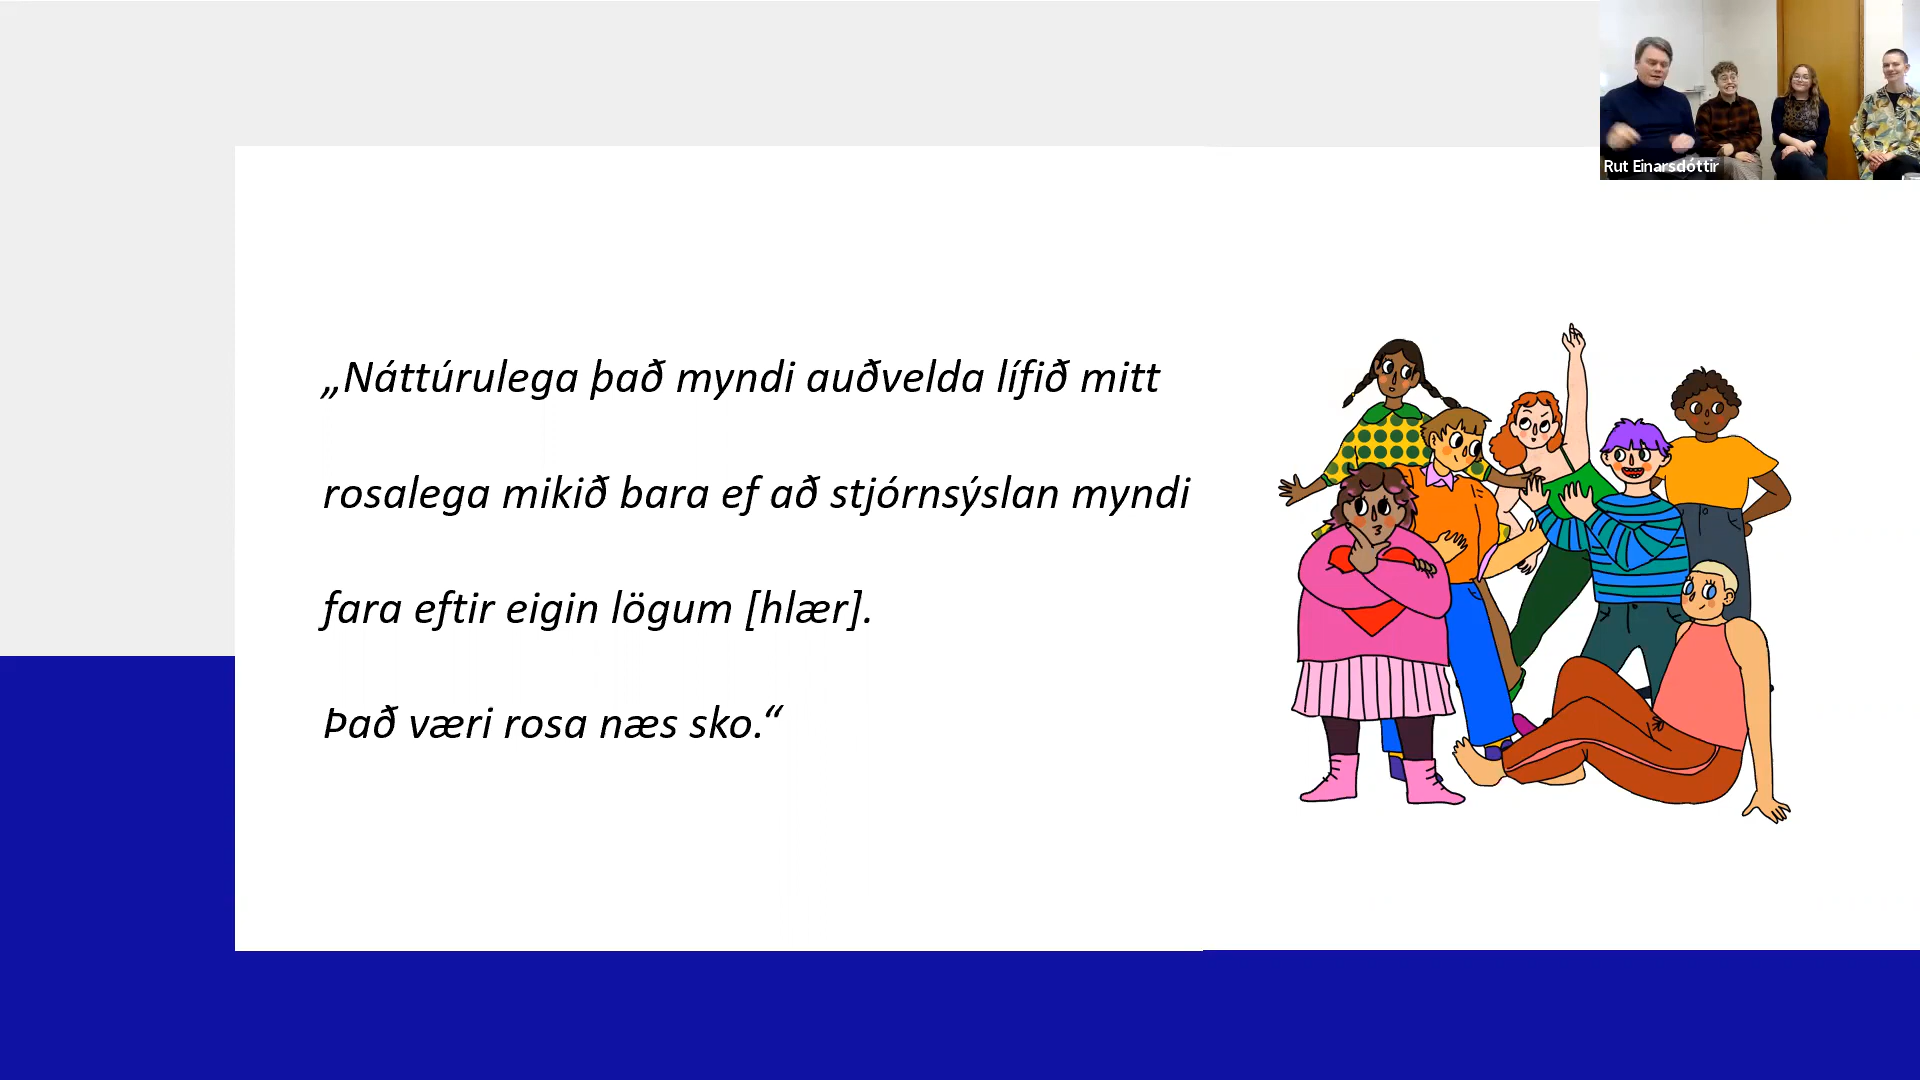 Rut Einarsdóttir
„Náttúrulega það myndi auðvelda lífið mitt
rosalega mikið bara ef að stjórnsýslan myndi
fara eftir eigin lögum [hlær].
Það væri rosa næs sko.“